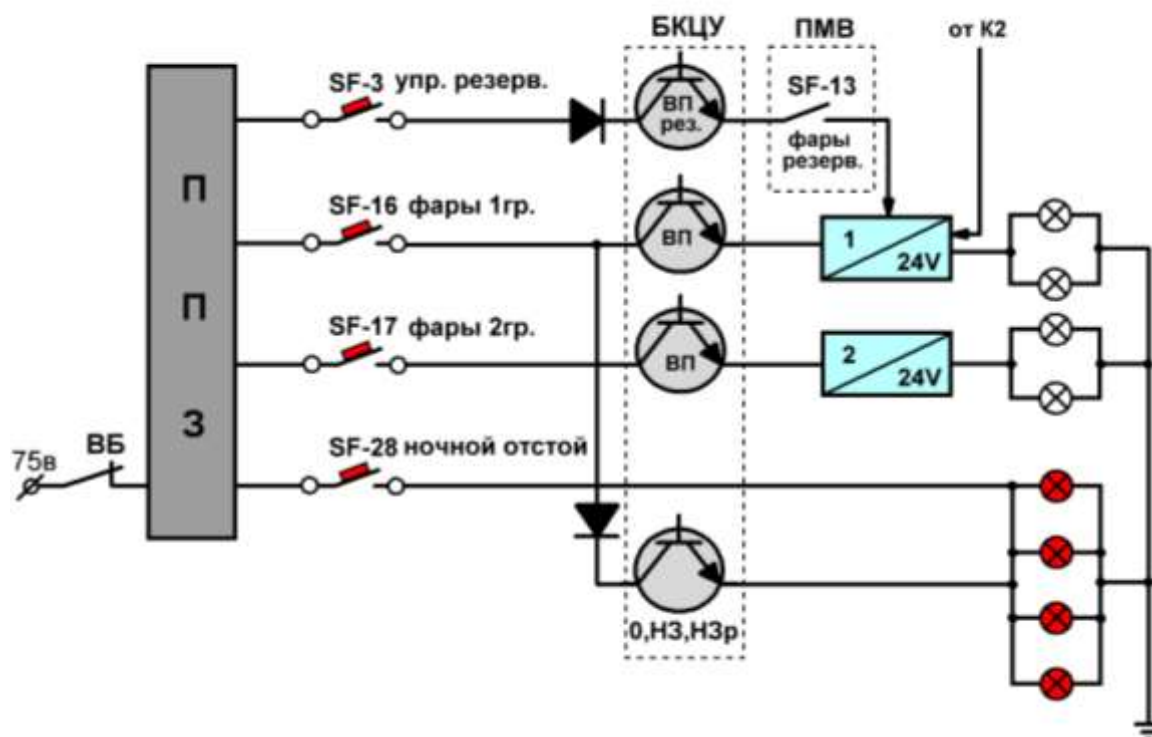 БКЦУ
ПМВ
от К2
SF-3 упр. резерв.
ВП
рез.
SF-13
фары
резерв.
П
П
З
SF-16 фары 1гр.
ВП
1
24V
SF-17 фары 2гр.
ВП
2
24V
75в
ВБ
SF-28 ночной отстой
0,НЗ,НЗр